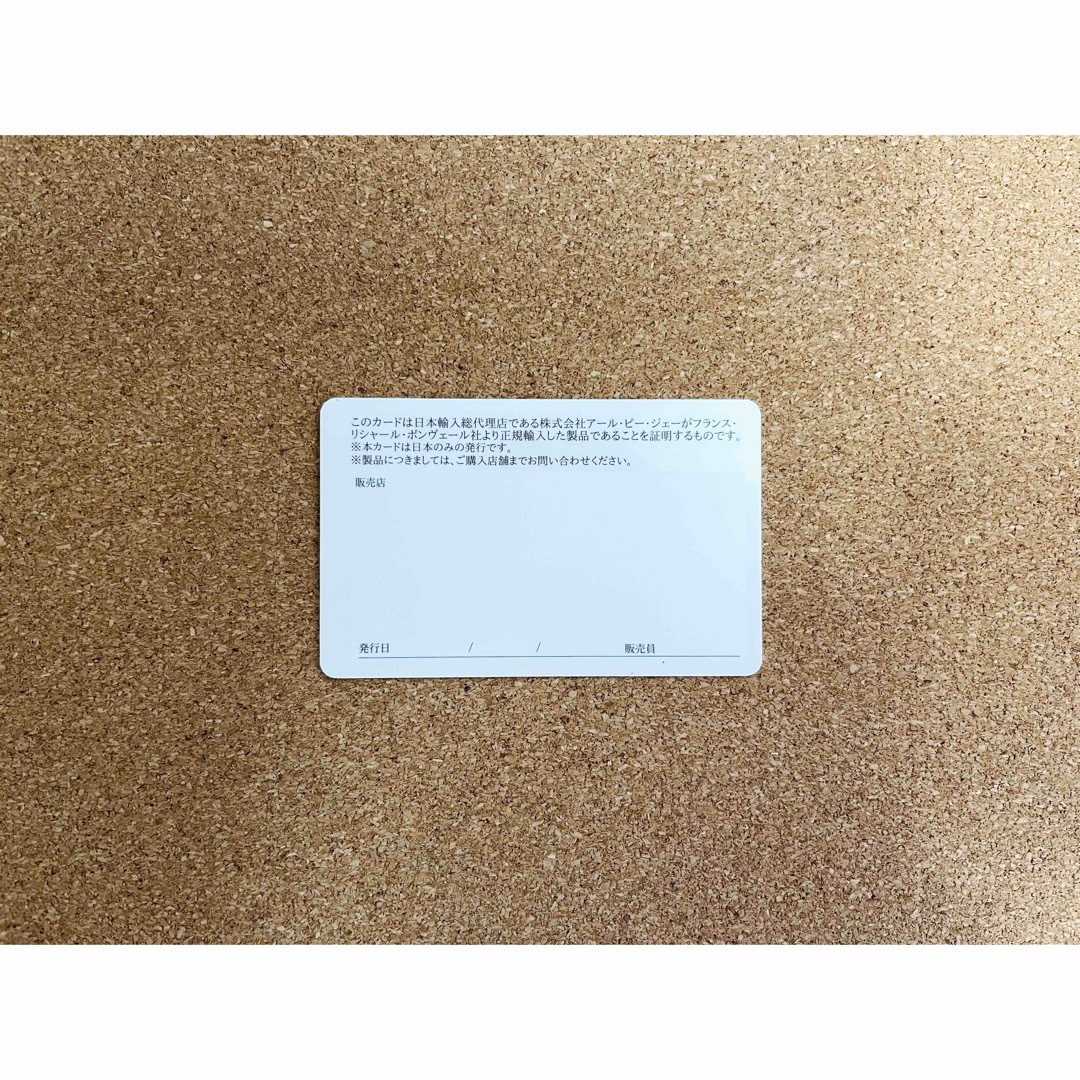 このカードは日本輸入総代理店である株式会社アール・ピー・ジェーがフランス・
リシャール・ボンヴェール社より正規輸入した製品であることを証明するものです。
※本カードは日本のみの発行です。
※製品につきましては、ご購入店舗までお問い合わせください。
販売店
発行日 / / 販売員